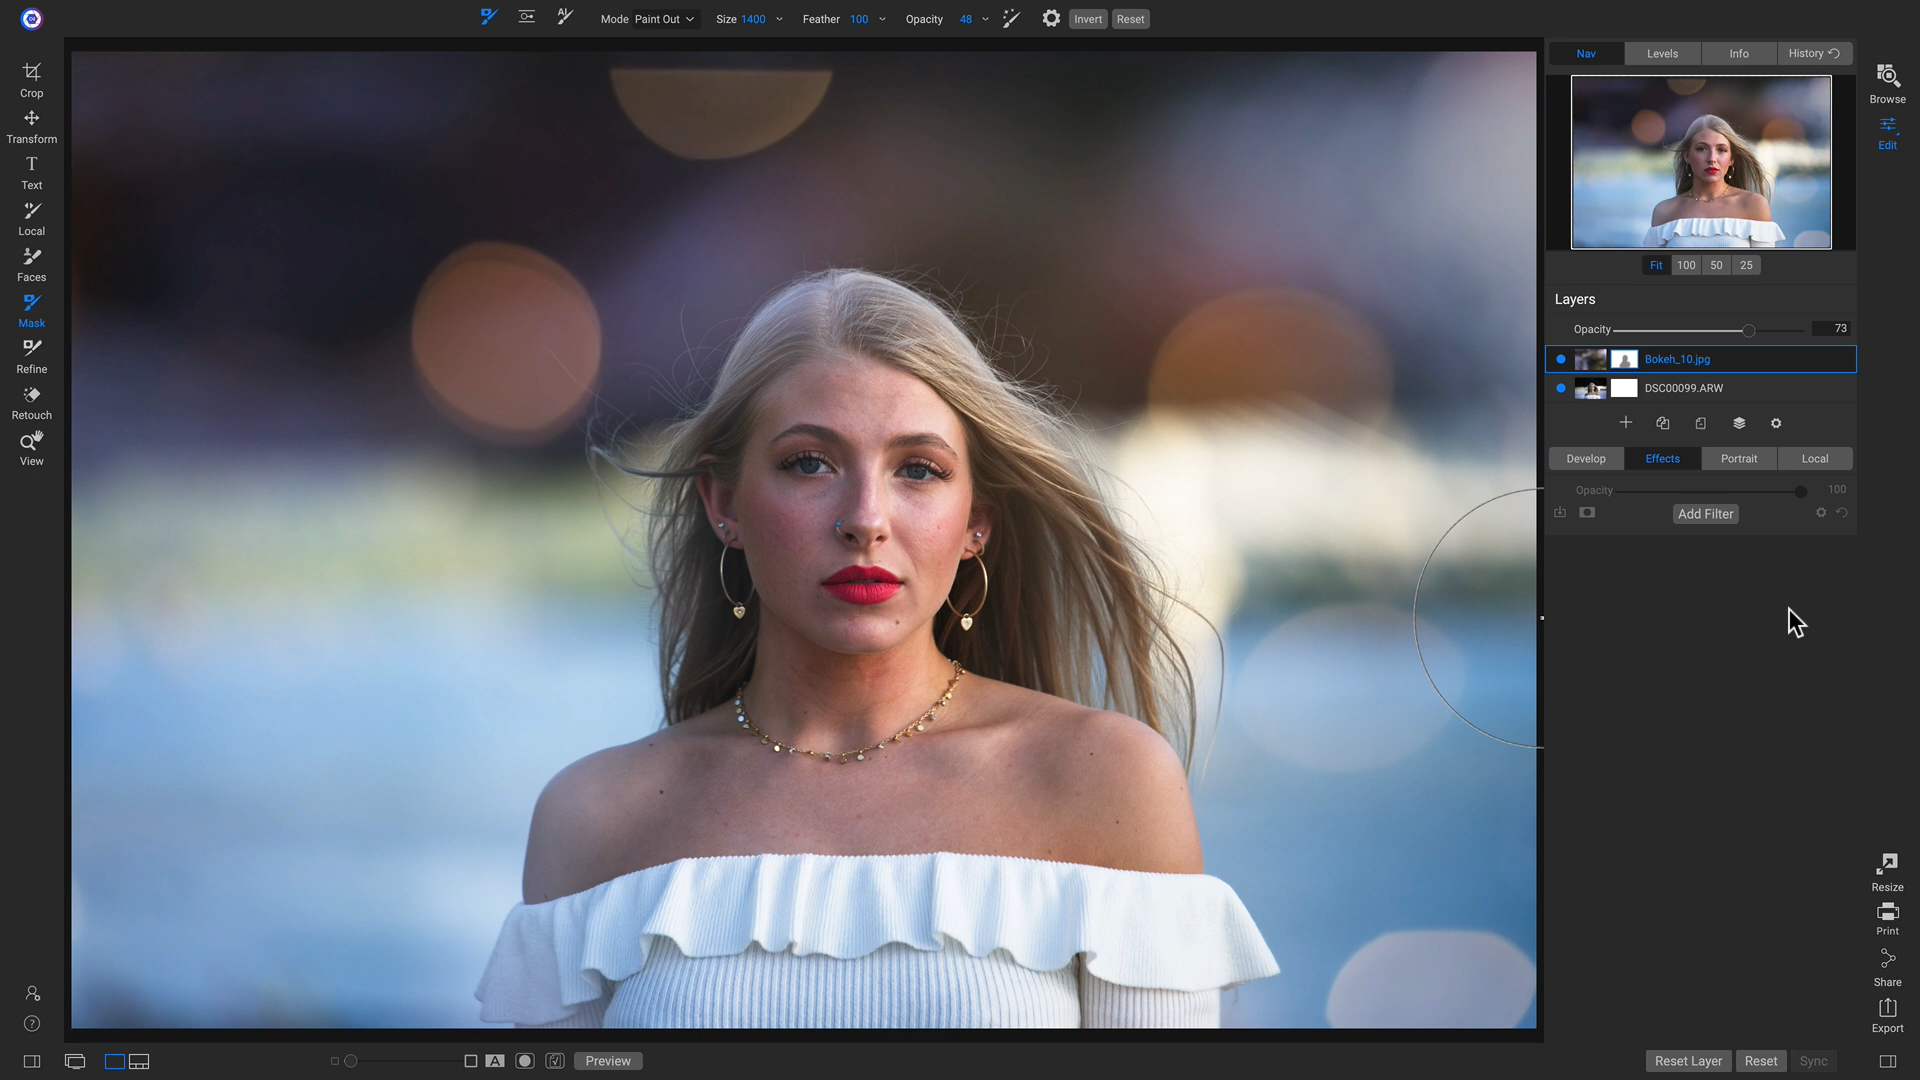 Mode Paint Out Size 1400 Feather 100 Opacity 48 Invert Reset
Crop
Transform
Text
Local
Faces
Mask
Refine
Retouch
View
Nav Levels Info History
Fit 100 50 25
Layers
Opacity 73
Bokeh_10.jpg
DSC00099.ARW
Develop Effects Portrait Local
Opacity 100
Add Filter
Browse
Edit
Resize
Print
Share
Export
A Preview
Reset Layer Reset Sync